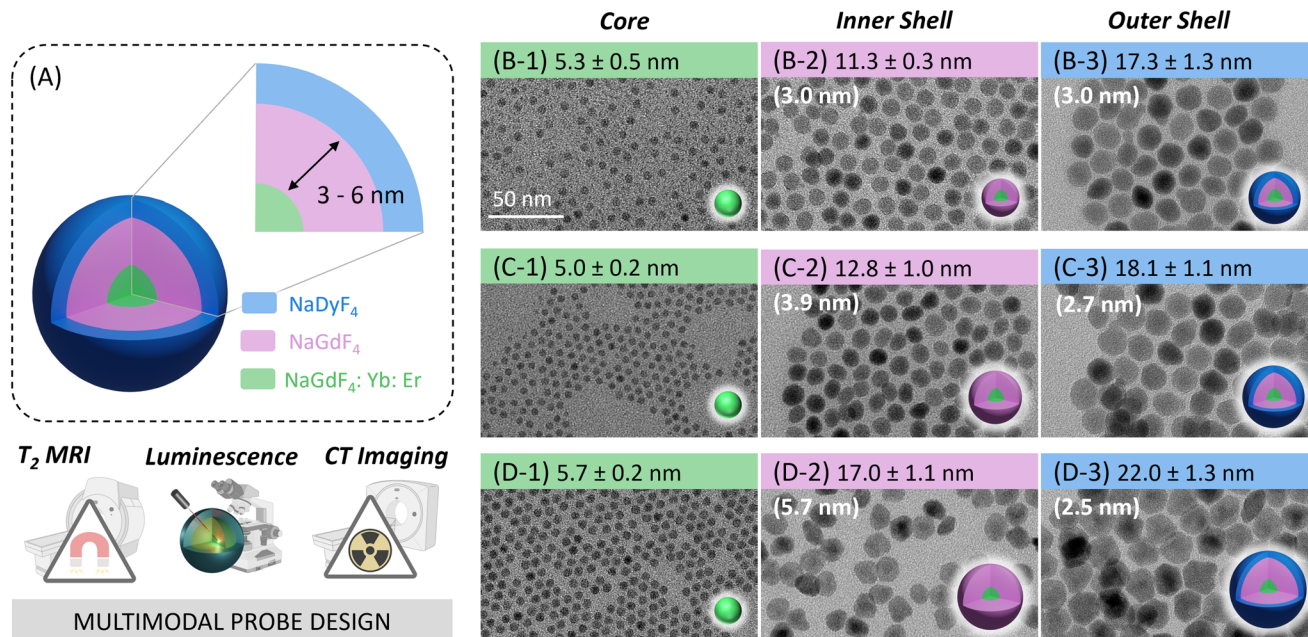 (A)
3 - 6 nm
NaDyF₄
NaGdF₄
NaGdF₄: Yb: Er
T₂ MRI
Luminescence
CT Imaging
MULTIMODAL PROBE DESIGN
Core
Inner Shell
Outer Shell
(B-1) 5.3 ± 0.5 nm
50 nm
(B-2) 11.3 ± 0.3 nm
(3.0 nm)
(B-3) 17.3 ± 1.3 nm
(3.0 nm)
(C-1) 5.0 ± 0.2 nm
(C-2) 12.8 ± 1.0 nm
(3.9 nm)
(C-3) 18.1 ± 1.1 nm
(2.7 nm)
(D-1) 5.7 ± 0.2 nm
(D-2) 17.0 ± 1.1 nm
(5.7 nm)
(D-3) 22.0 ± 1.3 nm
(2.5 nm)